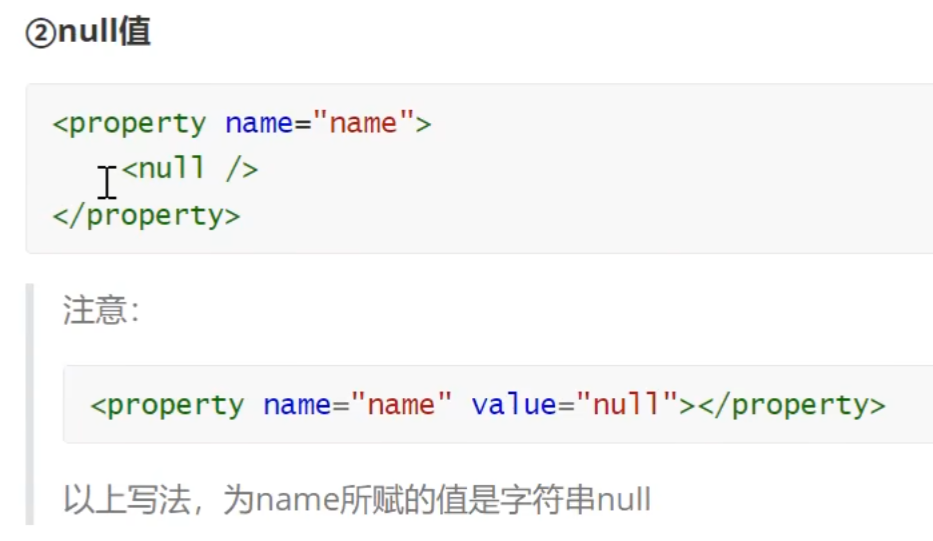 ②null值
<property name="name">
<null />
</property>
注意：
<property name="name" value="null"></property>
以上写法，为name所赋的值是字符串null